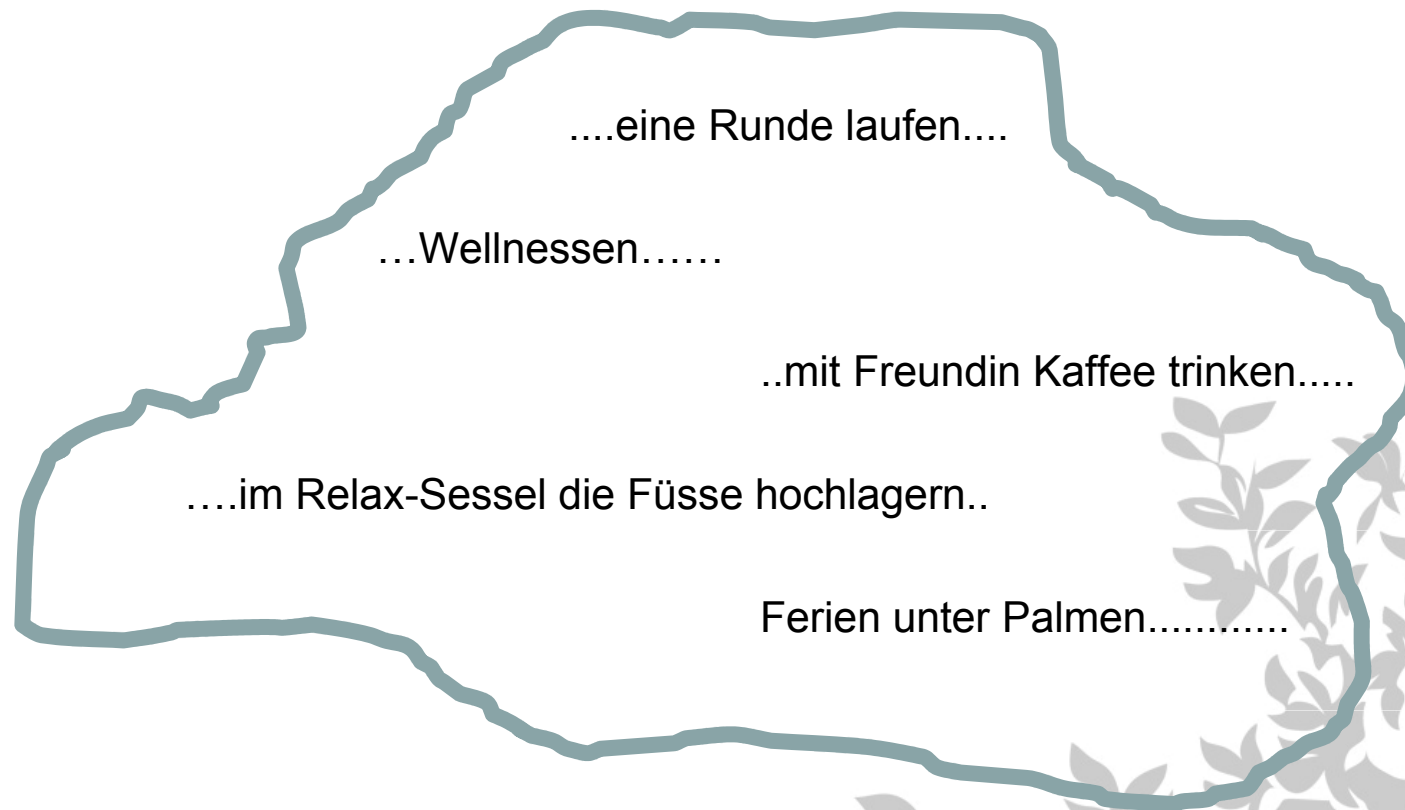 ....eine Runde laufen....
…Wellnessen……
..mit Freundin Kaffee trinken.....
….im Relax-Sessel die Füsse hochlagern..
Ferien unter Palmen............